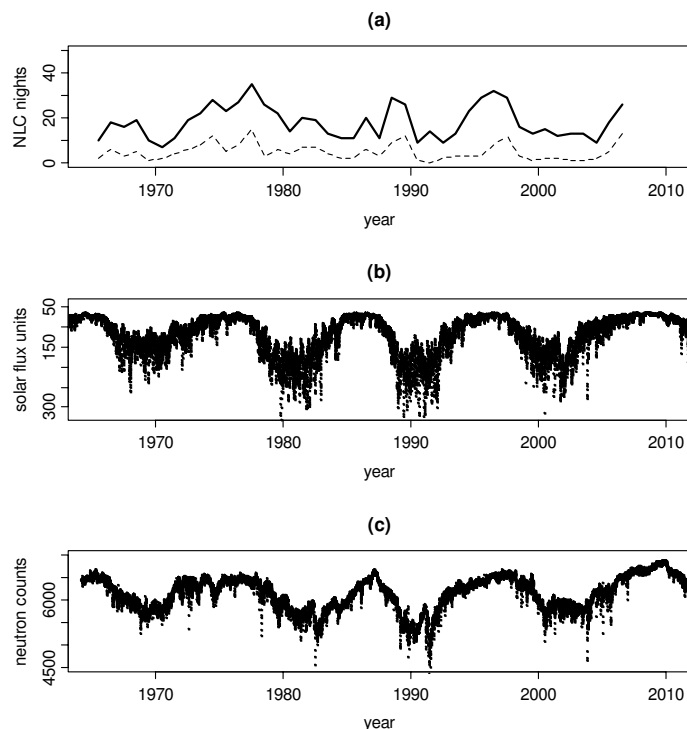 (a)
NLC nights
40
20
0
1970 1980 1990 2000 2010
year
(b)
solar flux units
50
150
300
1970 1980 1990 2000 2010
year
(c)
neutron counts
6000
4500
1970 1980 1990 2000 2010
year